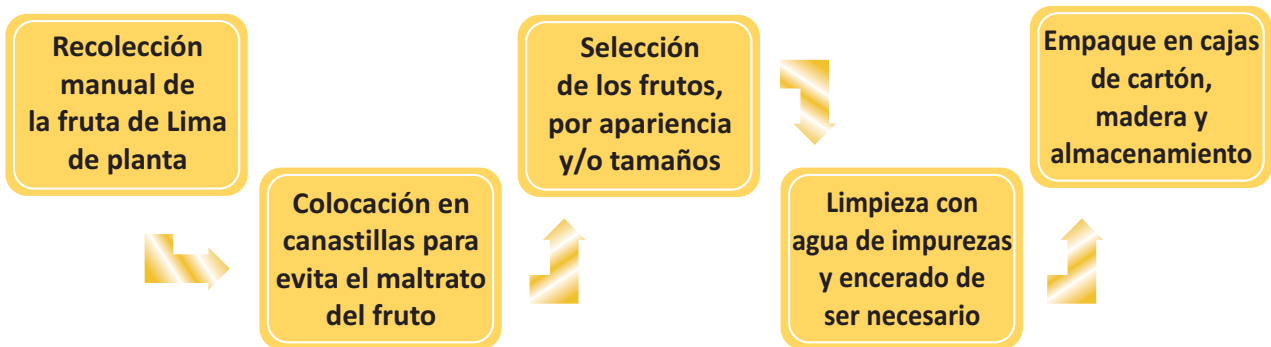 Recolección
manual de
la fruta de Lima
de planta
Colocación en
canastillas para
evita el maltrato
del fruto
Selección
de los frutos,
por apariencia
y/o tamaños
Limpieza con
agua de impurezas
y encerado de
ser necesario
Empaque en cajas
de cartón,
madera y
almacenamiento